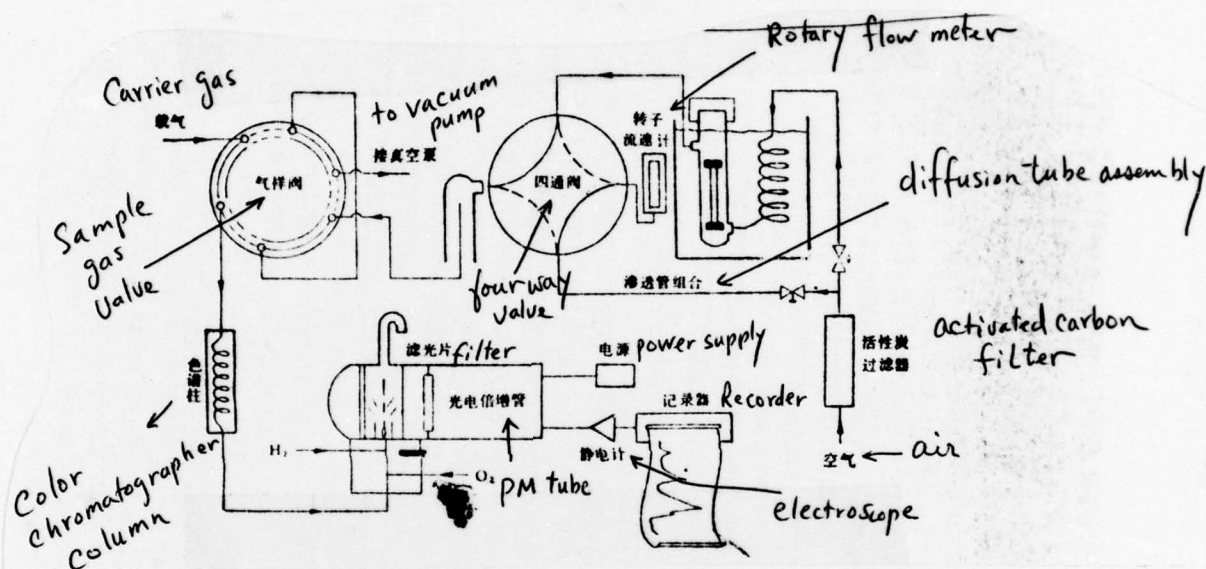 Rotary flow meter
Carrier gas
载气
to vacuum
pump
接真空泵
转子
流速计
气样阀
四通阀
diffusion tube assembly
Sample
gas
valve
four way
valve
渗透管组合
activated carbon
filter
活性炭
过滤器
色谱柱
滤光片
filter
电源
power supply
光电倍增管
记录器
Recorder
H₂
静电计
空气
air
O₂
PM tube
electroscope
Color
chromatographer
Column